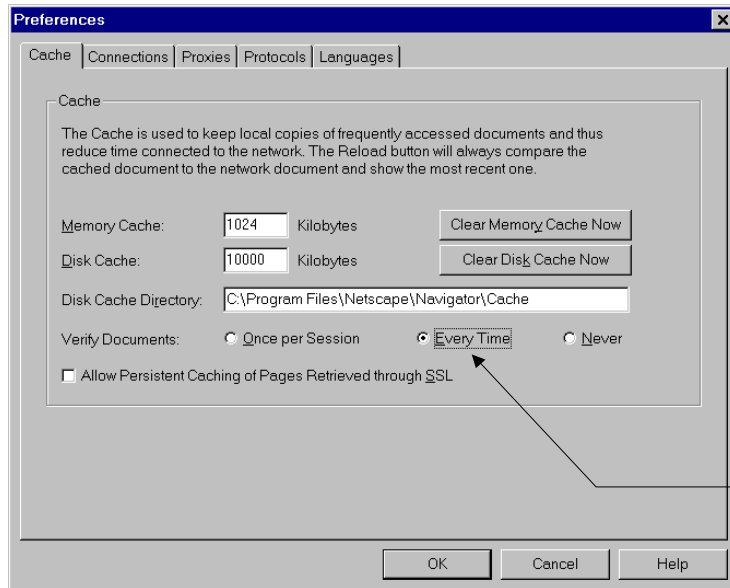 Preferences
Cache Connections Proxies Protocols Languages
Cache
The Cache is used to keep local copies of frequently accessed documents and thus
reduce time connected to the network. The Reload button will always compare the
cached document to the network document and show the most recent one.
Memory Cache: 1024 Kilobytes Clear Memory Cache Now
Disk Cache: 10000 Kilobytes Clear Disk Cache Now
Disk Cache Directory: C:\Program Files\Netscape\Navigator\Cache
Verify Documents: Once per Session Every Time Never
Allow Persistent Caching of Pages Retrieved through SSL
OK Cancel Help